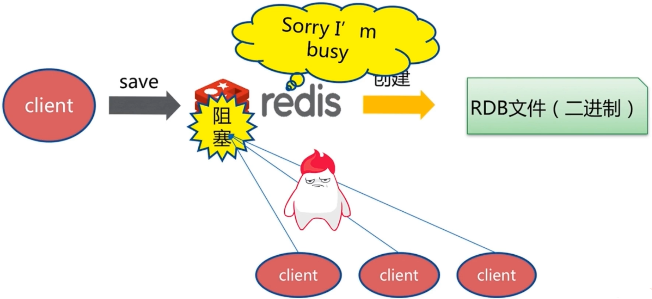 Sorry I'm
busy
save
client
redis
创建
RDB文件（二进制）
阻
塞
client
client
client